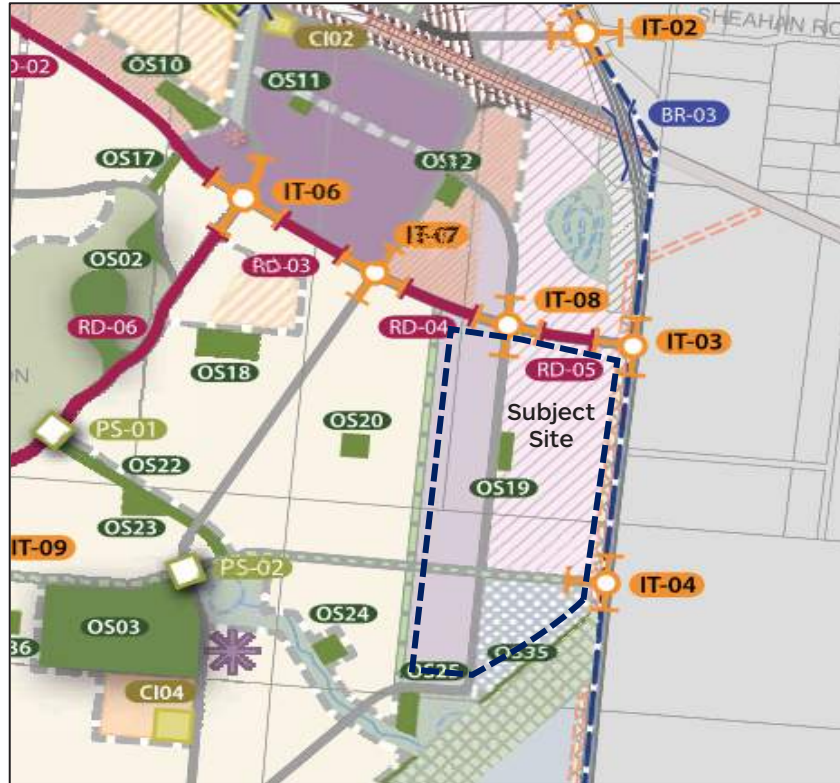 SHEAHAN RO
IT-02
CI02
D-02
OS10
OS11
BR-03
OS17
OS12
IT-06
IT-07
OS02
RD-03
IT-08
RD-06
RD-04
IT-03
RD-05
OS18
ON
Subject
Site
OS20
PS-01
OS22
OS19
OS23
IT-09
PS-02
IT-04
OS03
OS24
36
OS35
OS25
CI04